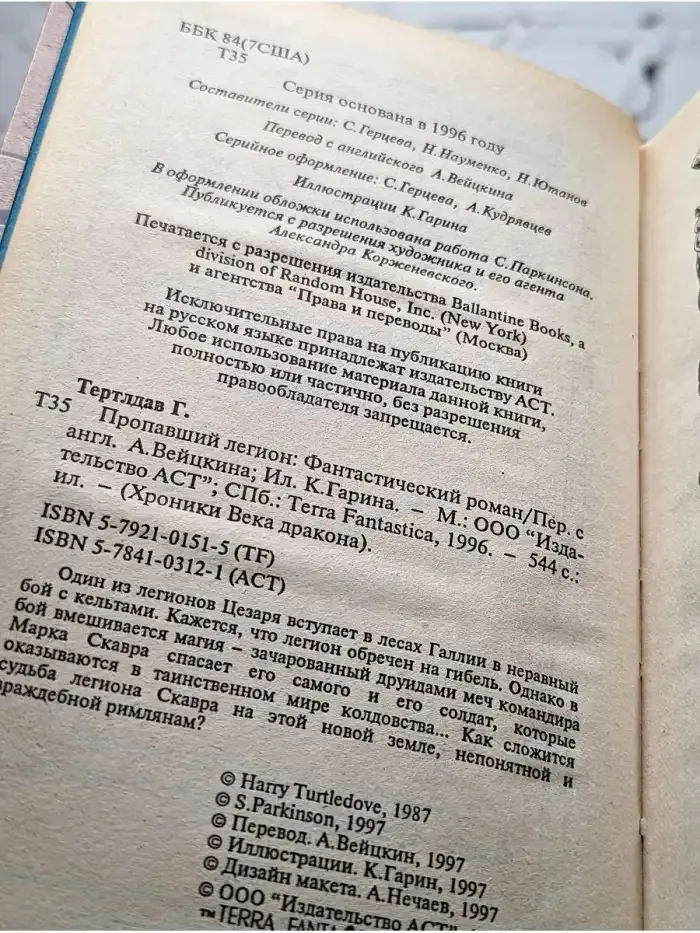 ББК 84(7США)
Т35
Серия основана в 1996 году
Составители серии: С.Герцева, Н.Науменко, Н.Ютанов
Перевод с английского А.Вейцкина
Серийное оформление: С.Герцева, А.Кудрявцев
Иллюстрации К.Гарина
В оформлении обложки использована работа С.Паркинсона.
Публикуется с разрешения художника и его агента
Александра Корженевского.
Печатается с разрешения издательства Ballantine Books, a
division of Random House, Inc. (New York)
и агентства "Права и переводы" (Москва)
Исключительные права на публикацию книги
на русском языке принадлежат издательству АСТ.
Любое использование материала данной книги,
полностью или частично, без разрешения
правообладателя запрещается.
Тертлдав Г.
Т35 Пропавший легион: Фантастический роман/Пер. с
англ. А.Вейцкина; Ил. К.Гарина. – М.: ООО "Изда-
тельство АСТ"; СПб.: Terra Fantastica, 1996. – 544 с.:
ил. – (Хроники Века дракона).
ISBN 5-7921-0151-5 (TF)
ISBN 5-7841-0312-1 (АСТ)
Один из легионов Цезаря вступает в лесах Галлии в неравный
бой с кельтами. Кажется, что легион обречен на гибель. Однако в
бой вмешивается магия – зачарованный друидами меч командира
Марка Скавра спасает его самого и его солдат, которые
оказываются в таинственном мире колдовства... Как сложится
судьба легиона Скавра на этой новой земле, непонятной и
враждебной римлянам?
© Harry Turtledove, 1987
© S.Parkinson, 1997
© Перевод. А.Вейцкин, 1997
© Иллюстрации. К.Гарин, 1997
© Дизайн макета. А.Нечаев, 1997
© ООО "Издательство АСТ"
™TERRA